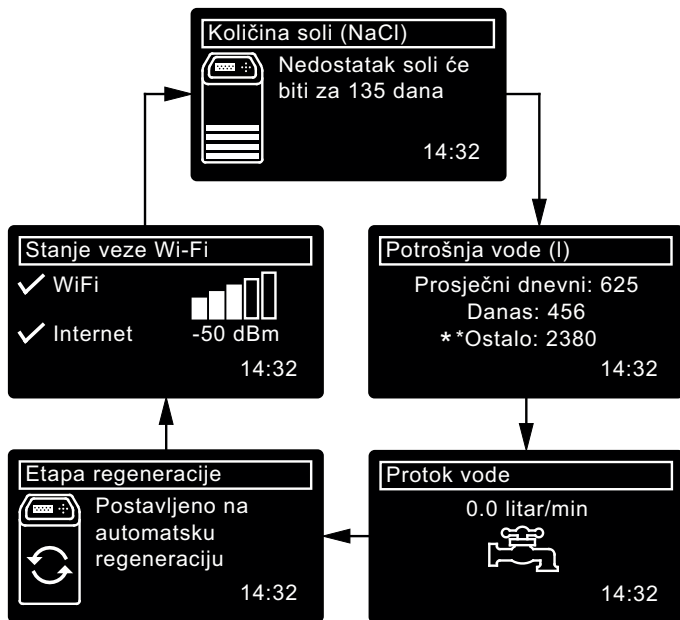 Količina soli (NaCl)
Nedostatak soli će
biti za 135 dana
14:32
Stanje veze Wi-Fi
WiFi
Internet
-50 dBm
14:32
Potrošnja vode (l)
Prosječni dnevni: 625
Danas: 456
* *Ostalo: 2380
14:32
Etapa regeneracije
Postavljeno na
automatsku
regeneraciju
14:32
Protok vode
0.0 litar/min
14:32